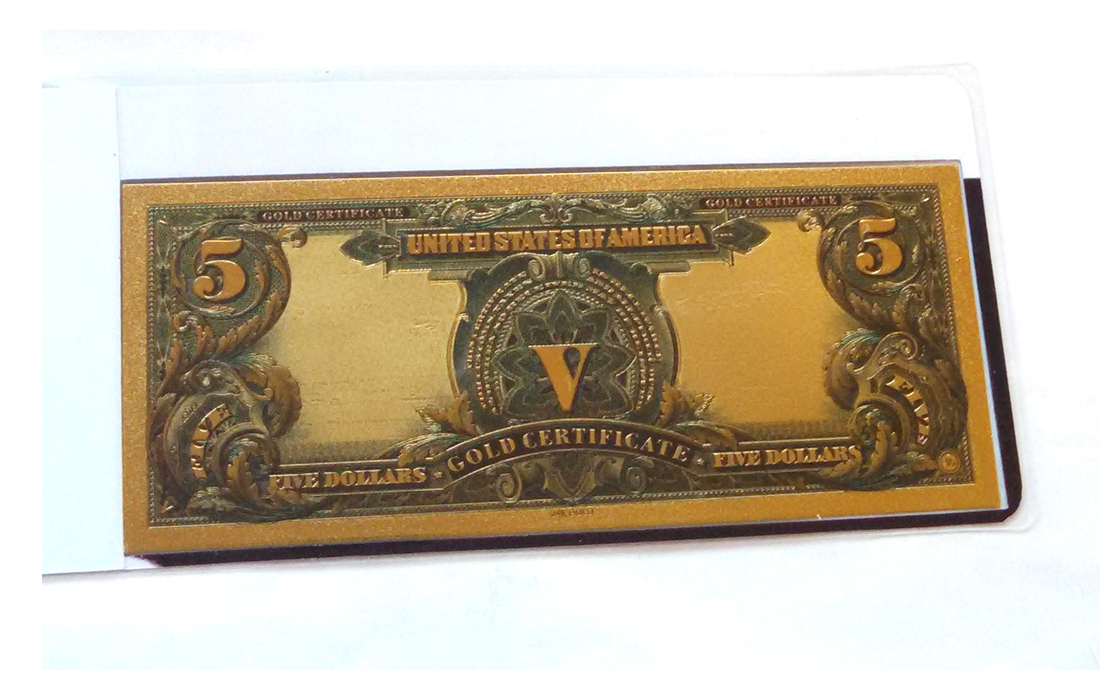 GOLD CERTIFICATE
GOLD CERTIFICATE
5
UNITED STATES OF AMERICA
5
V
FIVE
FIVE
GOLD CERTIFICATE
FIVE DOLLARS
FIVE DOLLARS